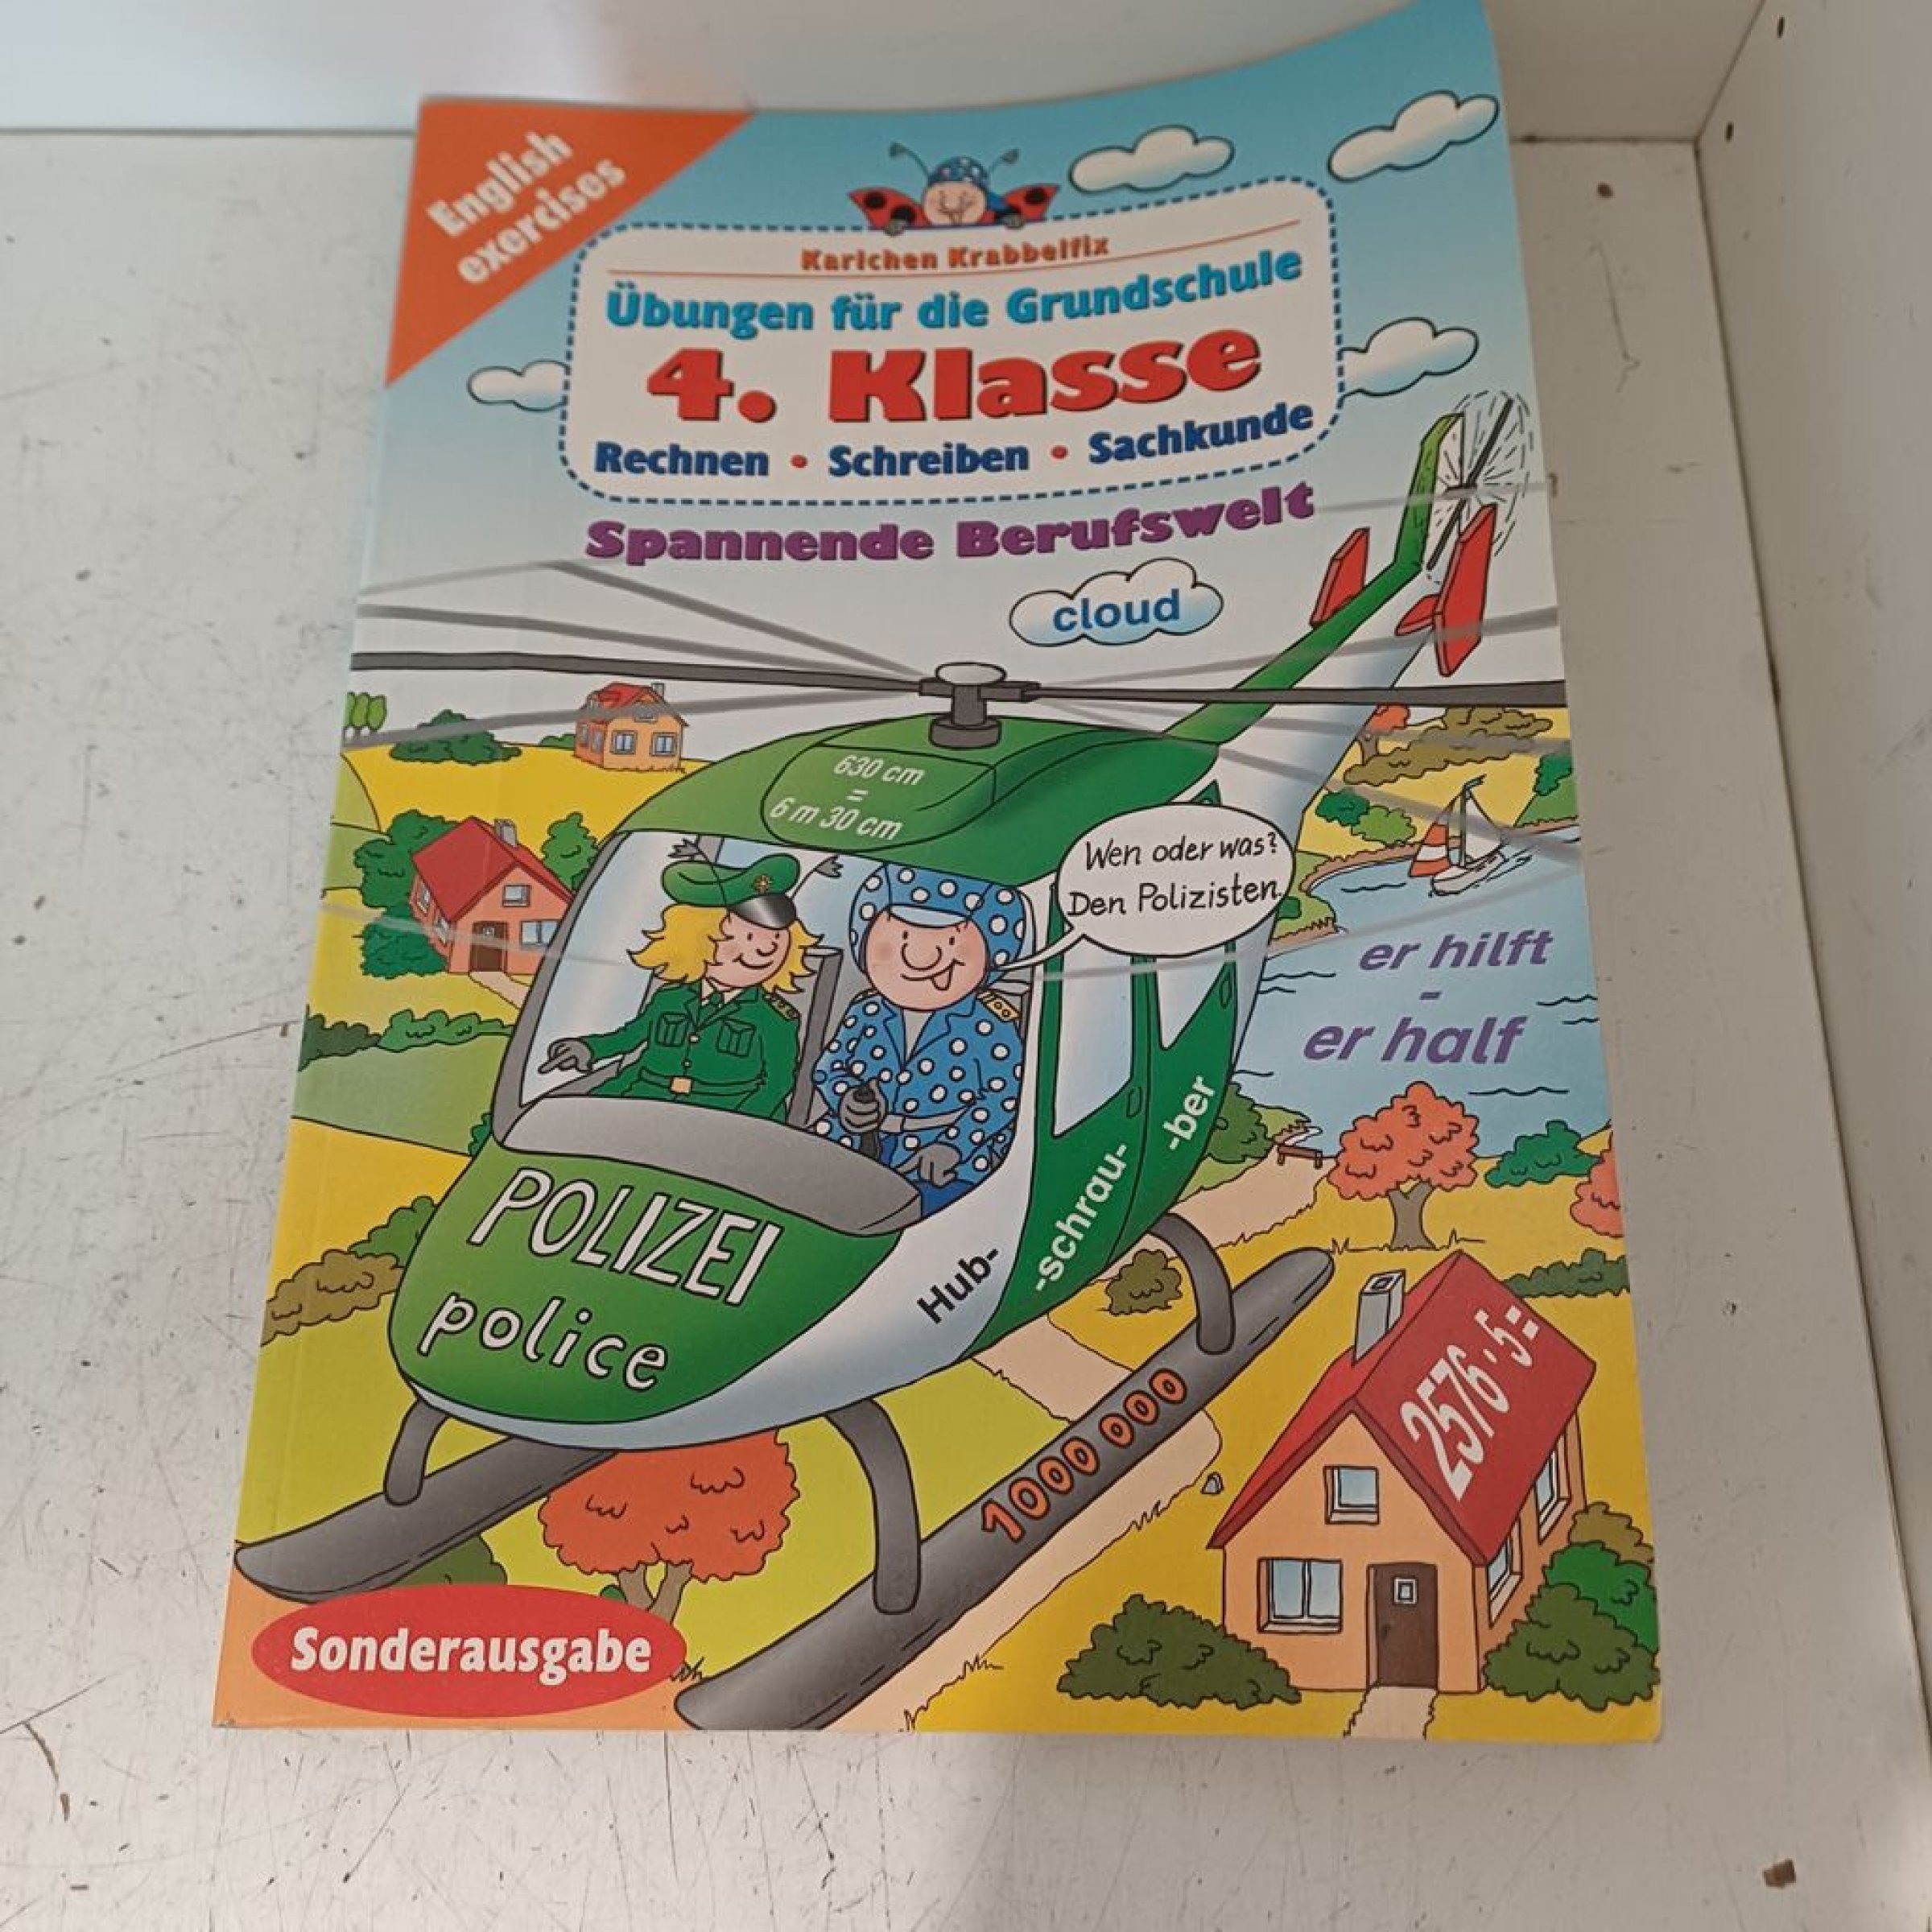 English
exercises
Karlchen Krabbelfix
Übungen für die Grundschule
4. Klasse
Rechnen • Schreiben • Sachkunde
Spannende Berufswelt
cloud
630 cm
=
6 m 30 cm
Wen oder was?
Den Polizisten.
er hilft
-
er half
POLIZEI
police
Hub-
-schrau-
-ber
1000 000
2576 · 5 =
Sonderausgabe